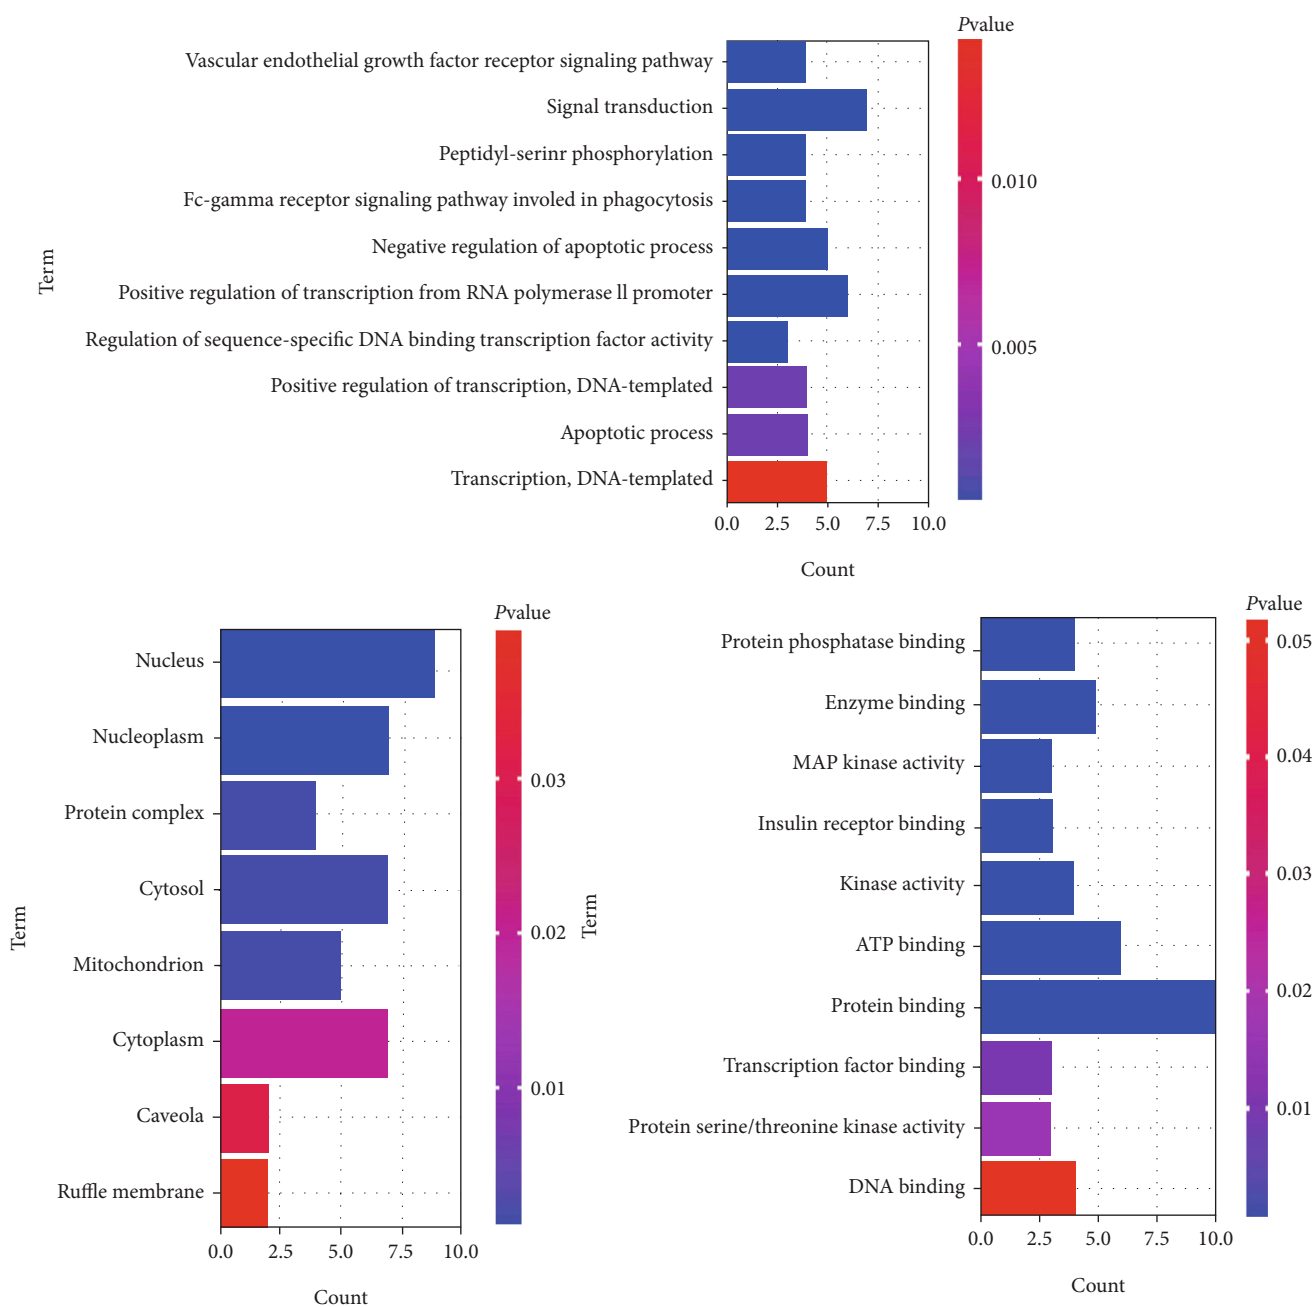 Pvalue
Vascular endothelial growth factor receptor signaling pathway
Signal transduction
Peptidyl-serinr phosphorylation
0.010
Fc-gamma receptor signaling pathway involed in phagocytosis
Negative regulation of apoptotic process
Term
Positive regulation of transcription from RNA polymerase ll promoter
Regulation of sequence-specific DNA binding transcription factor activity
0.005
Positive regulation of transcription, DNA-templated
Apoptotic process
Transcription, DNA-templated
0.0 2.5 5.0 7.5 10.0
Count
Pvalue
Nucleus
Nucleoplasm
0.03
Protein complex
Cytosol
Term
0.02
Mitochondrion
Cytoplasm
0.01
Caveola
Ruffle membrane
0.0 2.5 5.0 7.5 10.0
Count
Pvalue
0.05
Protein phosphatase binding
Enzyme binding
0.04
MAP kinase activity
Insulin receptor binding
0.03
Kinase activity
Term
ATP binding
0.02
Protein binding
Transcription factor binding
0.01
Protein serine/threonine kinase activity
DNA binding
0.0 2.5 5.0 7.5 10.0
Count